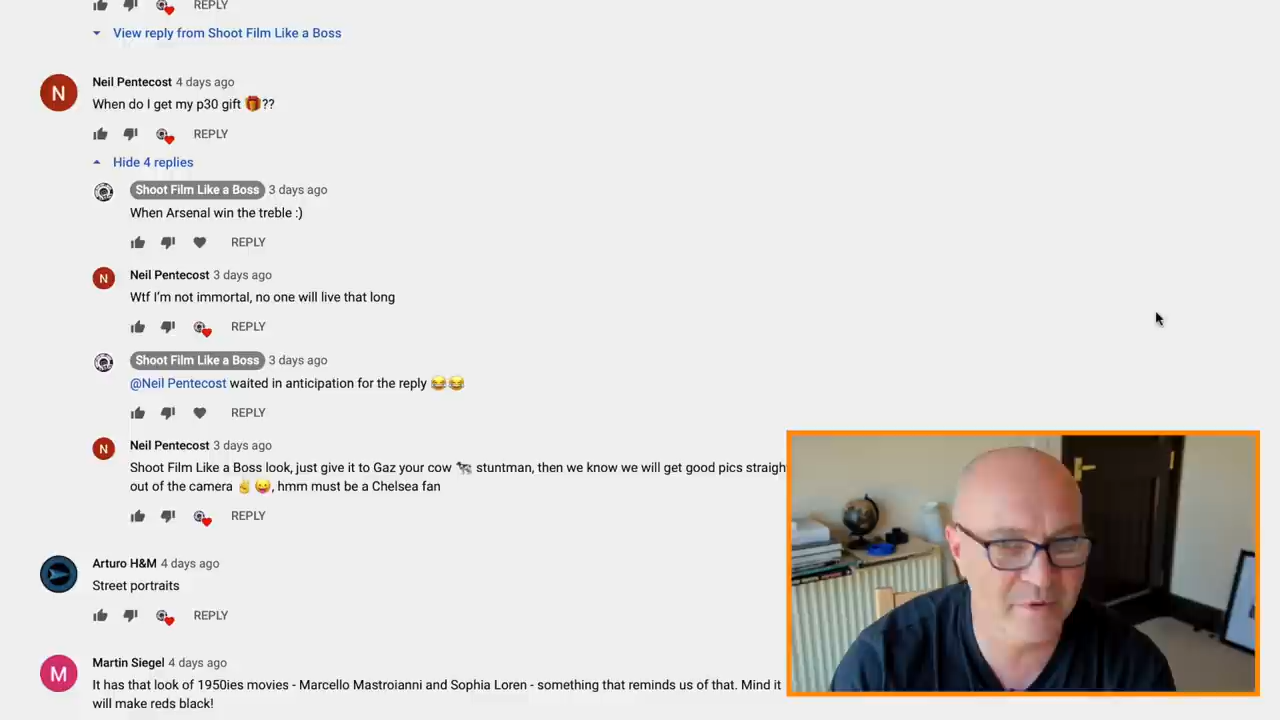 REPLY
View reply from Shoot Film Like a Boss
N
Neil Pentecost 4 days ago
When do I get my p30 gift 🎁??
REPLY
Hide 4 replies
Shoot Film Like a Boss 3 days ago
When Arsenal win the treble :)
REPLY
N
Neil Pentecost 3 days ago
Wtf I'm not immortal, no one will live that long
REPLY
Shoot Film Like a Boss 3 days ago
@Neil Pentecost waited in anticipation for the reply 😂😂
REPLY
N
Neil Pentecost 3 days ago
Shoot Film Like a Boss look, just give it to Gaz your cow 🐄 stuntman, then we know we will get good pics straigh
out of the camera ✌️😜, hmm must be a Chelsea fan
REPLY
Arturo H&M 4 days ago
Street portraits
REPLY
M
Martin Siegel 4 days ago
It has that look of 1950ies movies - Marcello Mastroianni and Sophia Loren - something that reminds us of that. Mind it
will make reds black!